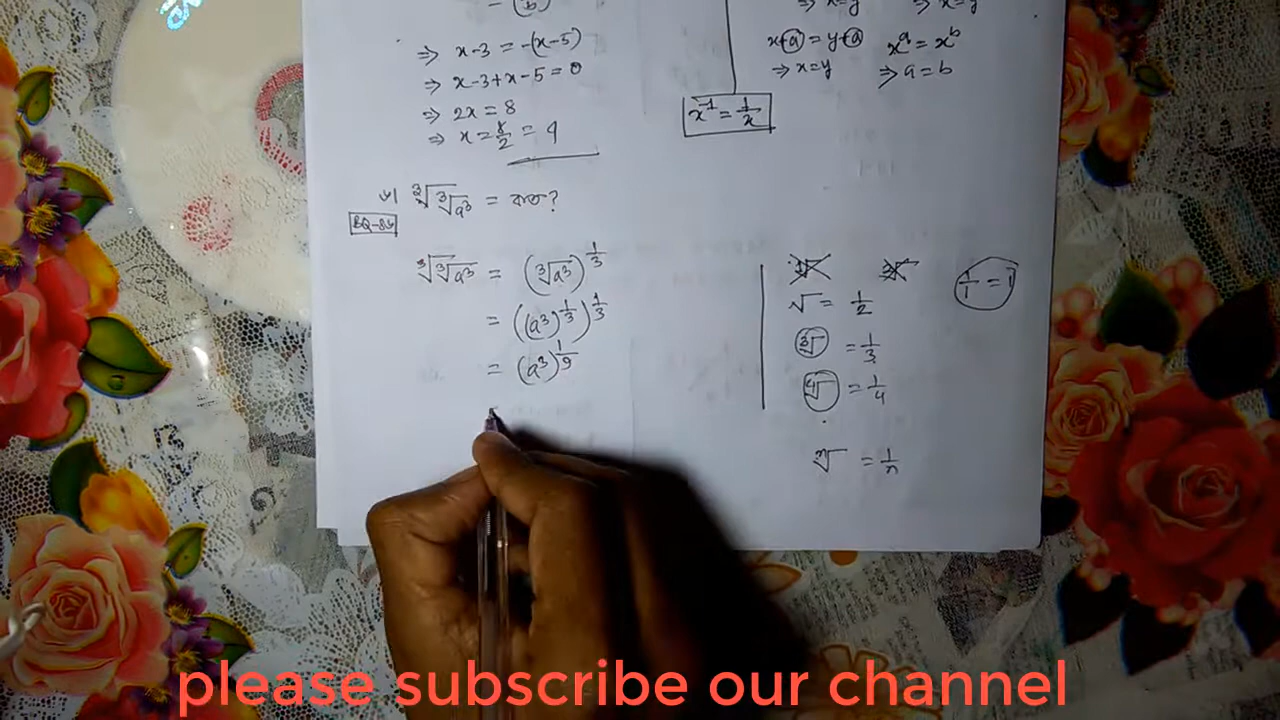 ⇒ x-3 = -(x-5)
⇒ x-3+x-5 = 0
⇒ 2x = 8
⇒ x = 8/2 = 4
৬। ∛∛a³ = কত?
∛∛a³ = (∛a³)^1/3
= ((a³)^1/3)^1/3
= (a³)^1/9
⇒ x=y ⇒ x=y
x+a = y+a x^a = x^b
⇒ x=y ⇒ a=b
x^-1 = 1/x
√ = 1/2
∛ = 1/3
∜ = 1/4
ⁿ√ = 1/n
1/1 = 1
please subscribe our channel